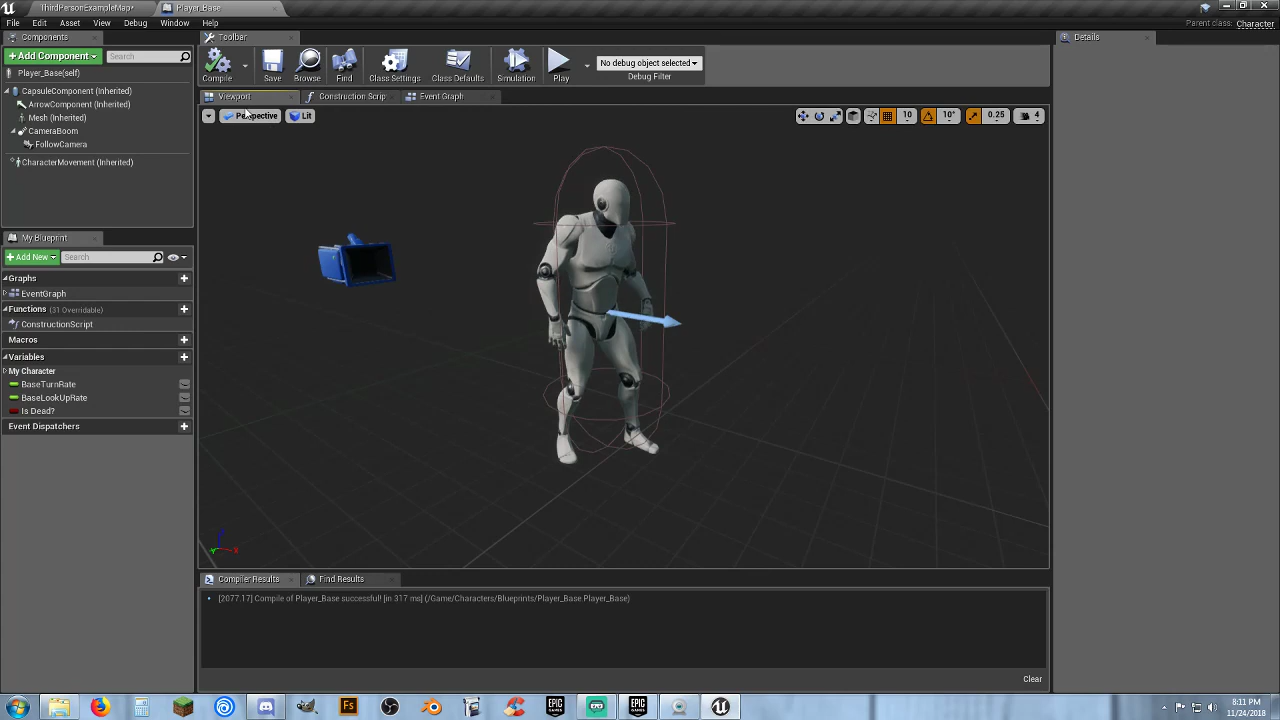 ThirdPersonExampleMap*
Player_Base
File Edit Asset View Debug Window Help
Parent class: Character
Components
+ Add Component
Search
Player_Base(self)
CapsuleComponent (Inherited)
ArrowComponent (Inherited)
Mesh (Inherited)
CameraBoom
FollowCamera
CharacterMovement (Inherited)
My Blueprint
+ Add New
Search
Graphs
EventGraph
Functions (31 Overridable)
ConstructionScript
Macros
Variables
My Character
BaseTurnRate
BaseLookUpRate
Is Dead?
Event Dispatchers
Toolbar
Compile
Save
Browse
Find
Class Settings
Class Defaults
Simulation
Play
No debug object selected
Debug Filter
Viewport
Construction Scrip
Event Graph
Perspective
Lit
10
10°
0.25
4
Compiler Results
Find Results
[2077.17] Compile of Player_Base successful! [in 317 ms] (/Game/Characters/Blueprints/Player_Base.Player_Base)
Clear
Details
Fs
EPIC GAMES
EPIC GAMES
8:11 PM
11/24/2018